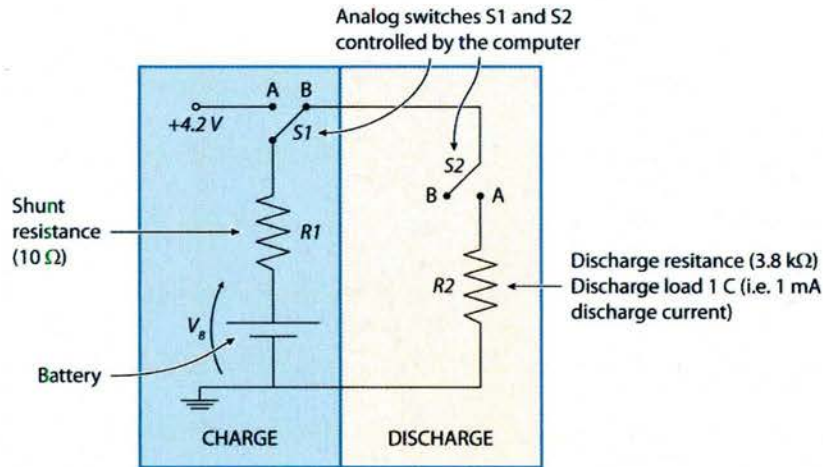 Analog switches S1 and S2
controlled by the computer
A B
+4.2 V
S1
S2
B A
Shunt
resistance
(10 Ω)
R1
R2
Discharge resitance (3.8 kΩ)
Discharge load 1 C (i.e. 1 mA
discharge current)
V_B
Battery
CHARGE
DISCHARGE